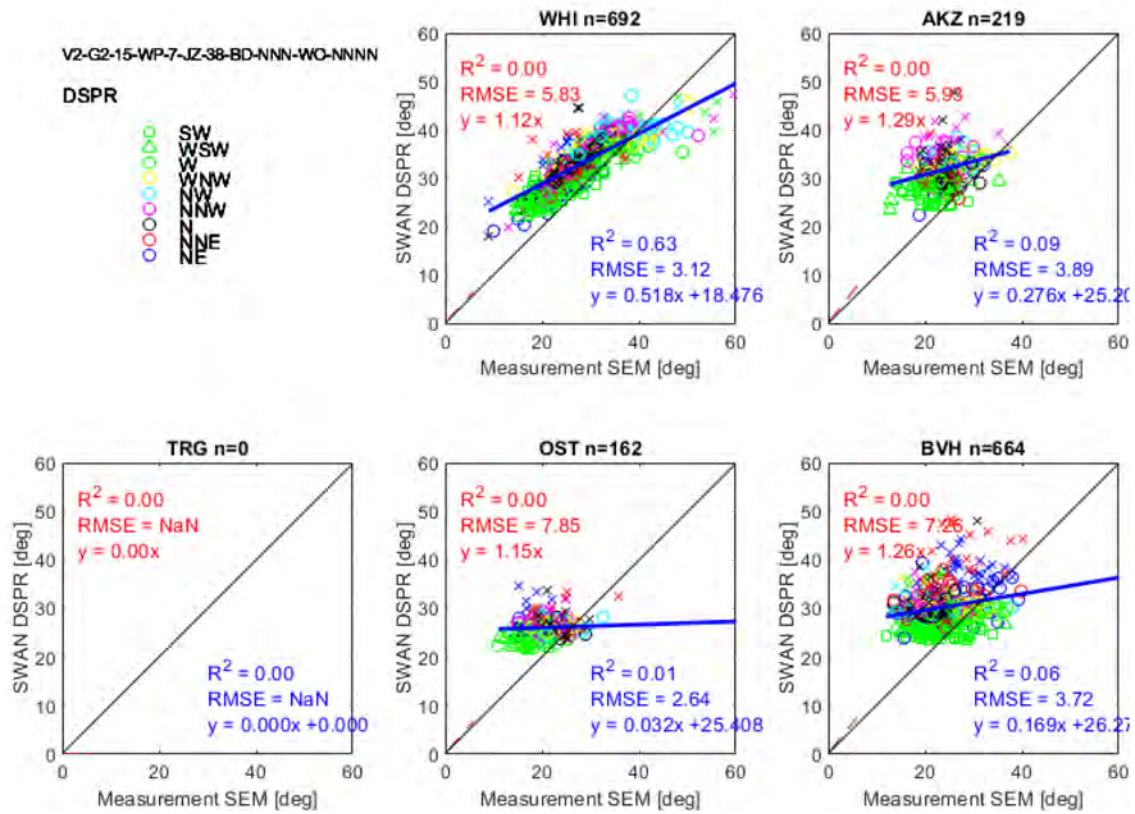 V2-G2-15-WP-7-JZ-38-BD-NNN-WO-NNNN
DSPR
SW
WSW
W
WNW
NW
NNW
N
NNE
NE
WHI n=692
R² = 0.00
RMSE = 5.83
y = 1.12x
R² = 0.63
RMSE = 3.12
y = 0.518x +18.476
SWAN DSPR [deg]
60
50
40
30
20
10
0
0 20 40 60
Measurement SEM [deg]
AKZ n=219
R² = 0.00
RMSE = 5.93
y = 1.29x
R² = 0.09
RMSE = 3.89
y = 0.276x +25.20
SWAN DSPR [deg]
60
50
40
30
20
10
0
0 20 40 60
Measurement SEM [deg]
TRG n=0
R² = 0.00
RMSE = NaN
y = 0.00x
R² = 0.00
RMSE = NaN
y = 0.000x +0.000
SWAN DSPR [deg]
60
50
40
30
20
10
0
0 20 40 60
Measurement SEM [deg]
OST n=162
R² = 0.00
RMSE = 7.85
y = 1.15x
R² = 0.01
RMSE = 2.64
y = 0.032x +25.408
SWAN DSPR [deg]
60
50
40
30
20
10
0
0 20 40 60
Measurement SEM [deg]
BVH n=664
R² = 0.00
RMSE = 7.26
y = 1.26x
R² = 0.06
RMSE = 3.72
y = 0.169x +26.27
SWAN DSPR [deg]
60
50
40
30
20
10
0
0 20 40 60
Measurement SEM [deg]